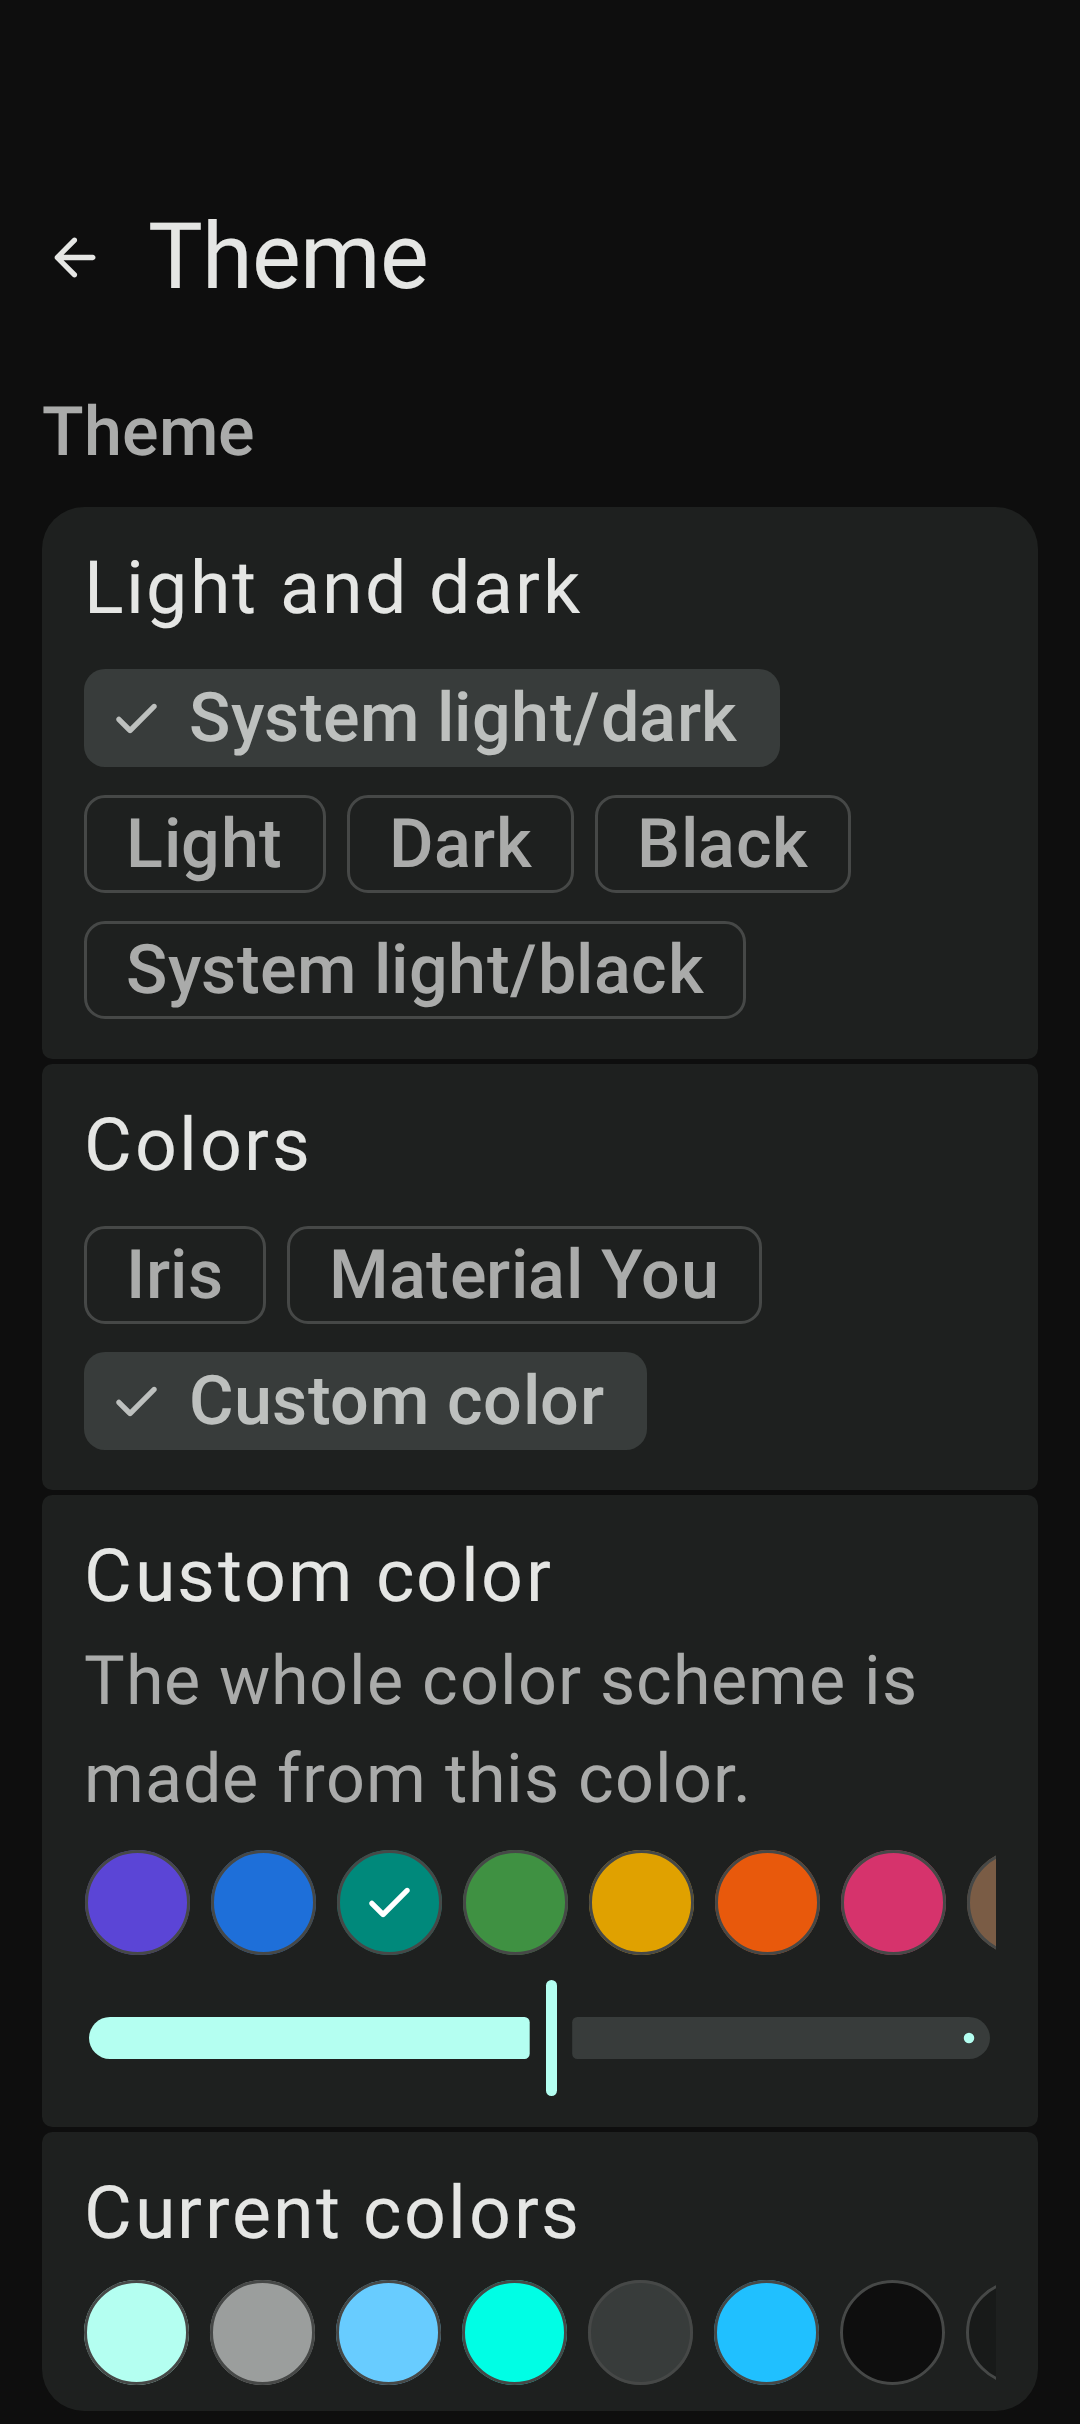 Theme
Theme
Light and dark
System light/dark
Light Dark Black
System light/black
Colors
Iris Material You
Custom color
Custom color
The whole color scheme is
made from this color.
Current colors